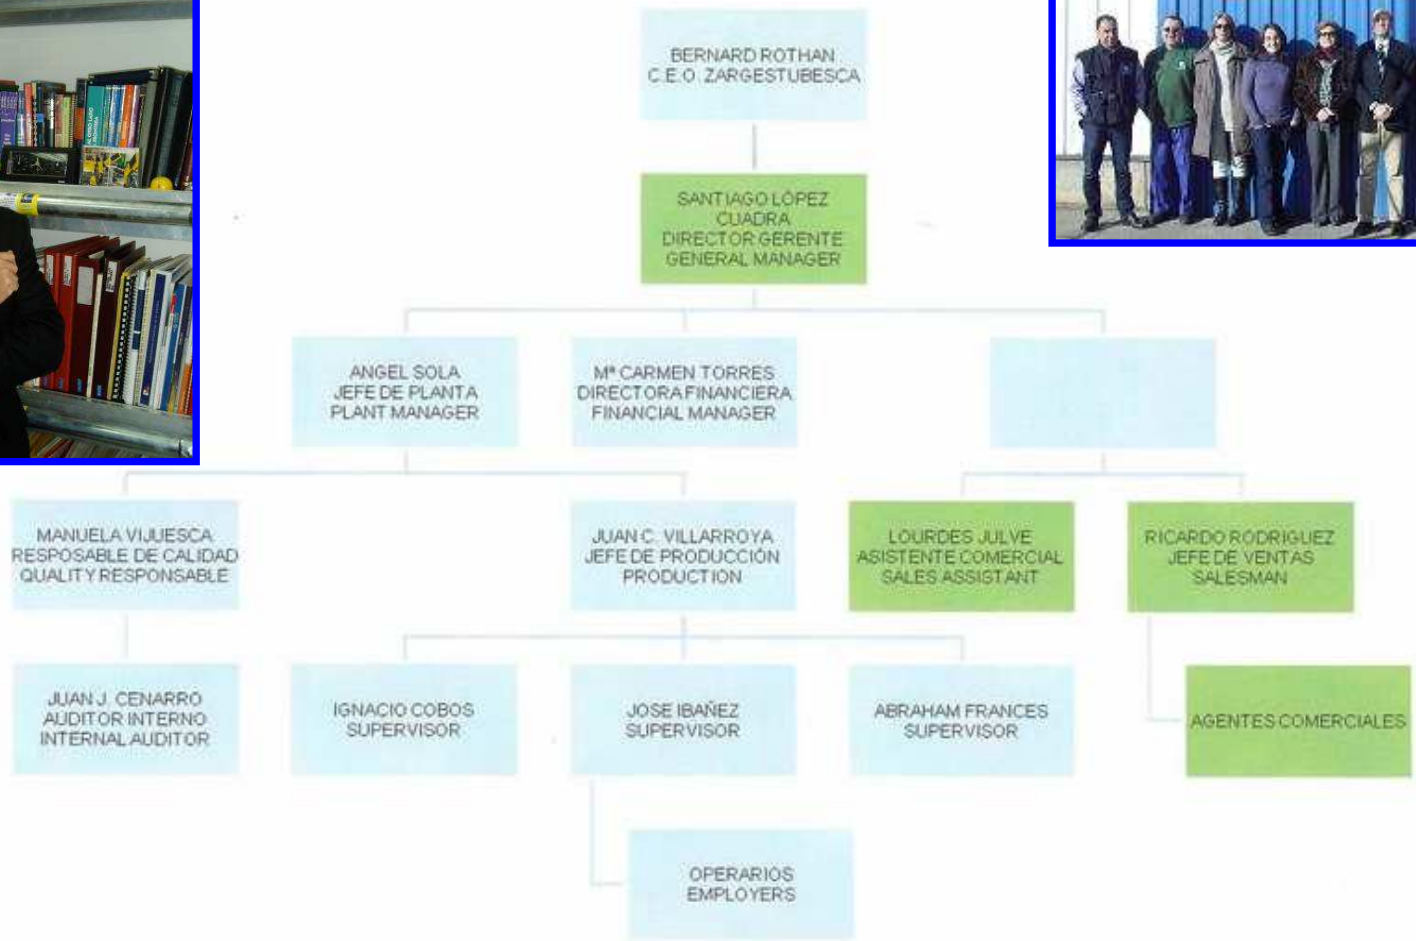 BERNARD ROTHAN
C.E.O. ZARGESTUBESCA
SANTIAGO LÓPEZ
CUADRA
DIRECTOR GERENTE
GENERAL MANAGER
ANGEL SOLA
JEFE DE PLANTA
PLANT MANAGER
Mª CARMEN TORRES
DIRECTORA FINANCIERA
FINANCIAL MANAGER
MANUELA VIJUESCA
RESPOSABLE DE CALIDAD
QUALITY RESPONSABLE
JUAN C. VILLARROYA
JEFE DE PRODUCCIÓN
PRODUCTION
LOURDES JULVE
ASISTENTE COMERCIAL
SALES ASSISTANT
RICARDO RODRIGUEZ
JEFE DE VENTAS
SALESMAN
JUAN J. CENARRO
AUDITOR INTERNO
INTERNAL AUDITOR
IGNACIO COBOS
SUPERVISOR
JOSE IBAÑEZ
SUPERVISOR
ABRAHAM FRANCES
SUPERVISOR
AGENTES COMERCIALES
OPERARIOS
EMPLOYERS